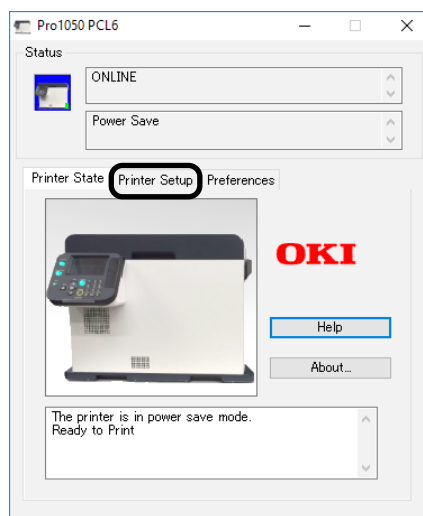 Pro1050 PCL6
Status
ONLINE
Power Save
Printer State Printer Setup Preferences
OKI
Help
About...
The printer is in power save mode.
Ready to Print